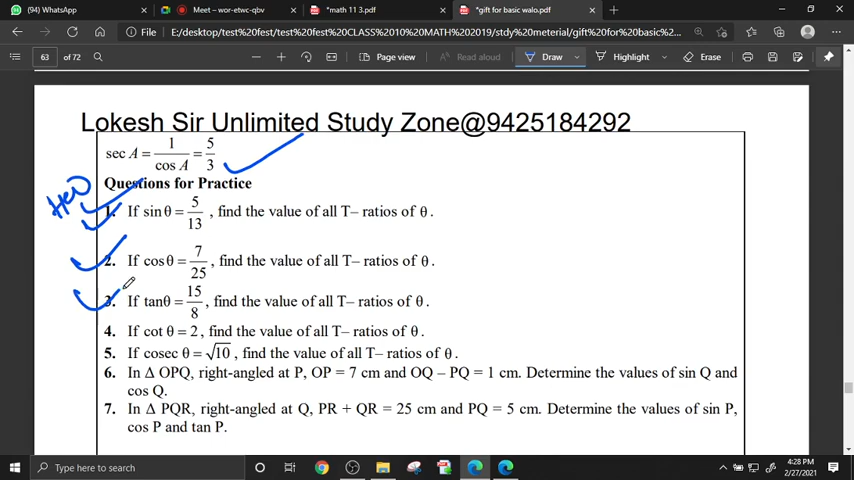 (94) WhatsApp
Meet – wor-etwc-qbv
*math 11 3.pdf
*gift for basic walo.pdf
File E:/desktop/test%20fest/test%20fest/CLASS%2010%20MATH%202019/stdy%20meterial/gift%20for%20basic%2...
63 of 72 Page view Read aloud Draw Highlight Erase
Lokesh Sir Unlimited Study Zone@9425184292
sec A = 1/cos A = 5/3
Questions for Practice
1. If sinθ = 5/13, find the value of all T– ratios of θ.
2. If cosθ = 7/25, find the value of all T– ratios of θ.
3. If tanθ = 15/8, find the value of all T– ratios of θ.
4. If cot θ = 2, find the value of all T– ratios of θ.
5. If cosec θ = √10, find the value of all T– ratios of θ.
6. In Δ OPQ, right-angled at P, OP = 7 cm and OQ – PQ = 1 cm. Determine the values of sin Q and
cos Q.
7. In Δ PQR, right-angled at Q, PR + QR = 25 cm and PQ = 5 cm. Determine the values of sin P,
cos P and tan P.
Type here to search
4:28 PM
2/27/2021